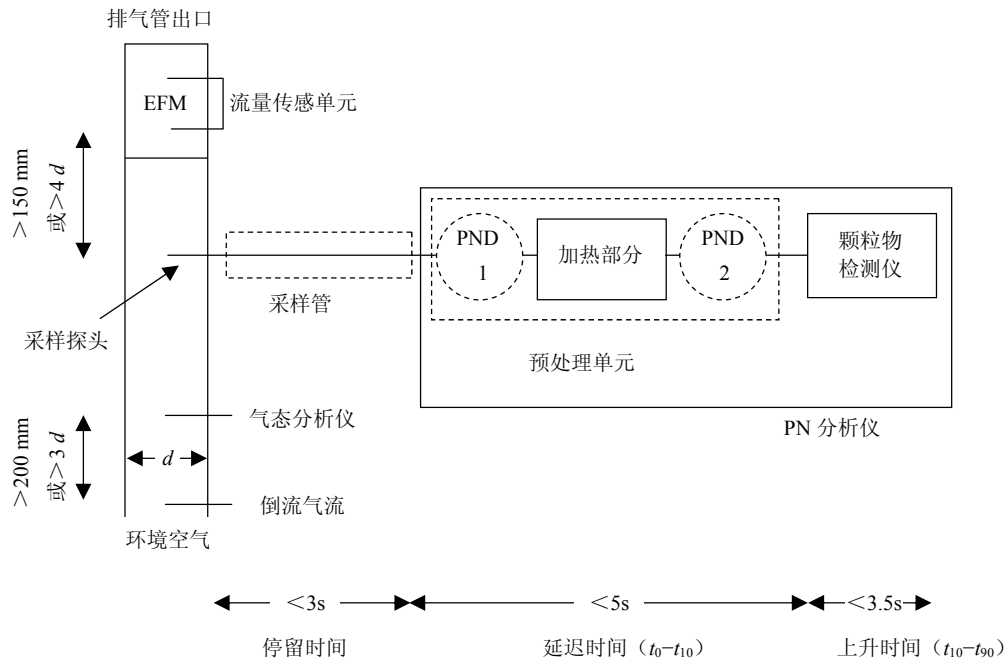 排气管出口
EFM
流量传感单元
>150 mm
或>4 d
PND
1
加热部分
PND
2
颗粒物
检测仪
采样管
采样探头
预处理单元
气态分析仪
PN 分析仪
>200 mm
或>3 d
d
倒流气流
环境空气
<3s
<5s
<3.5s
停留时间
延迟时间（t0–t10）
上升时间（t10–t90）